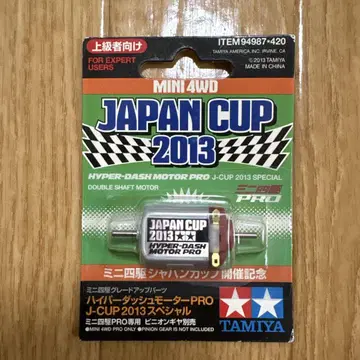 上級者向け
FOR EXPERT
USERS
ITEM 94987•420
TAMIYA AMERICA, INC. IRVINE, CA
©2013 TAMIYA
MADE IN CHINA
MINI 4WD
JAPAN CUP
2013
HYPER-DASH MOTOR PRO J-CUP 2013 SPECIAL
DOUBLE SHAFT MOTOR
ミニ四駆
PRO
JAPAN CUP
2013
HYPER-DASH
MOTOR PRO
ミニ四駆ジャパンカップ 開催記念
ミニ四駆グレードアップパーツ
ハイパーダッシュモーターPRO
J-CUP 2013スペシャル
ミニ四駆PRO専用 ピニオンギヤ別売
●MINI 4WD PRO ONLY ●PINION GEAR IS NOT INCLUDED
TAMIYA